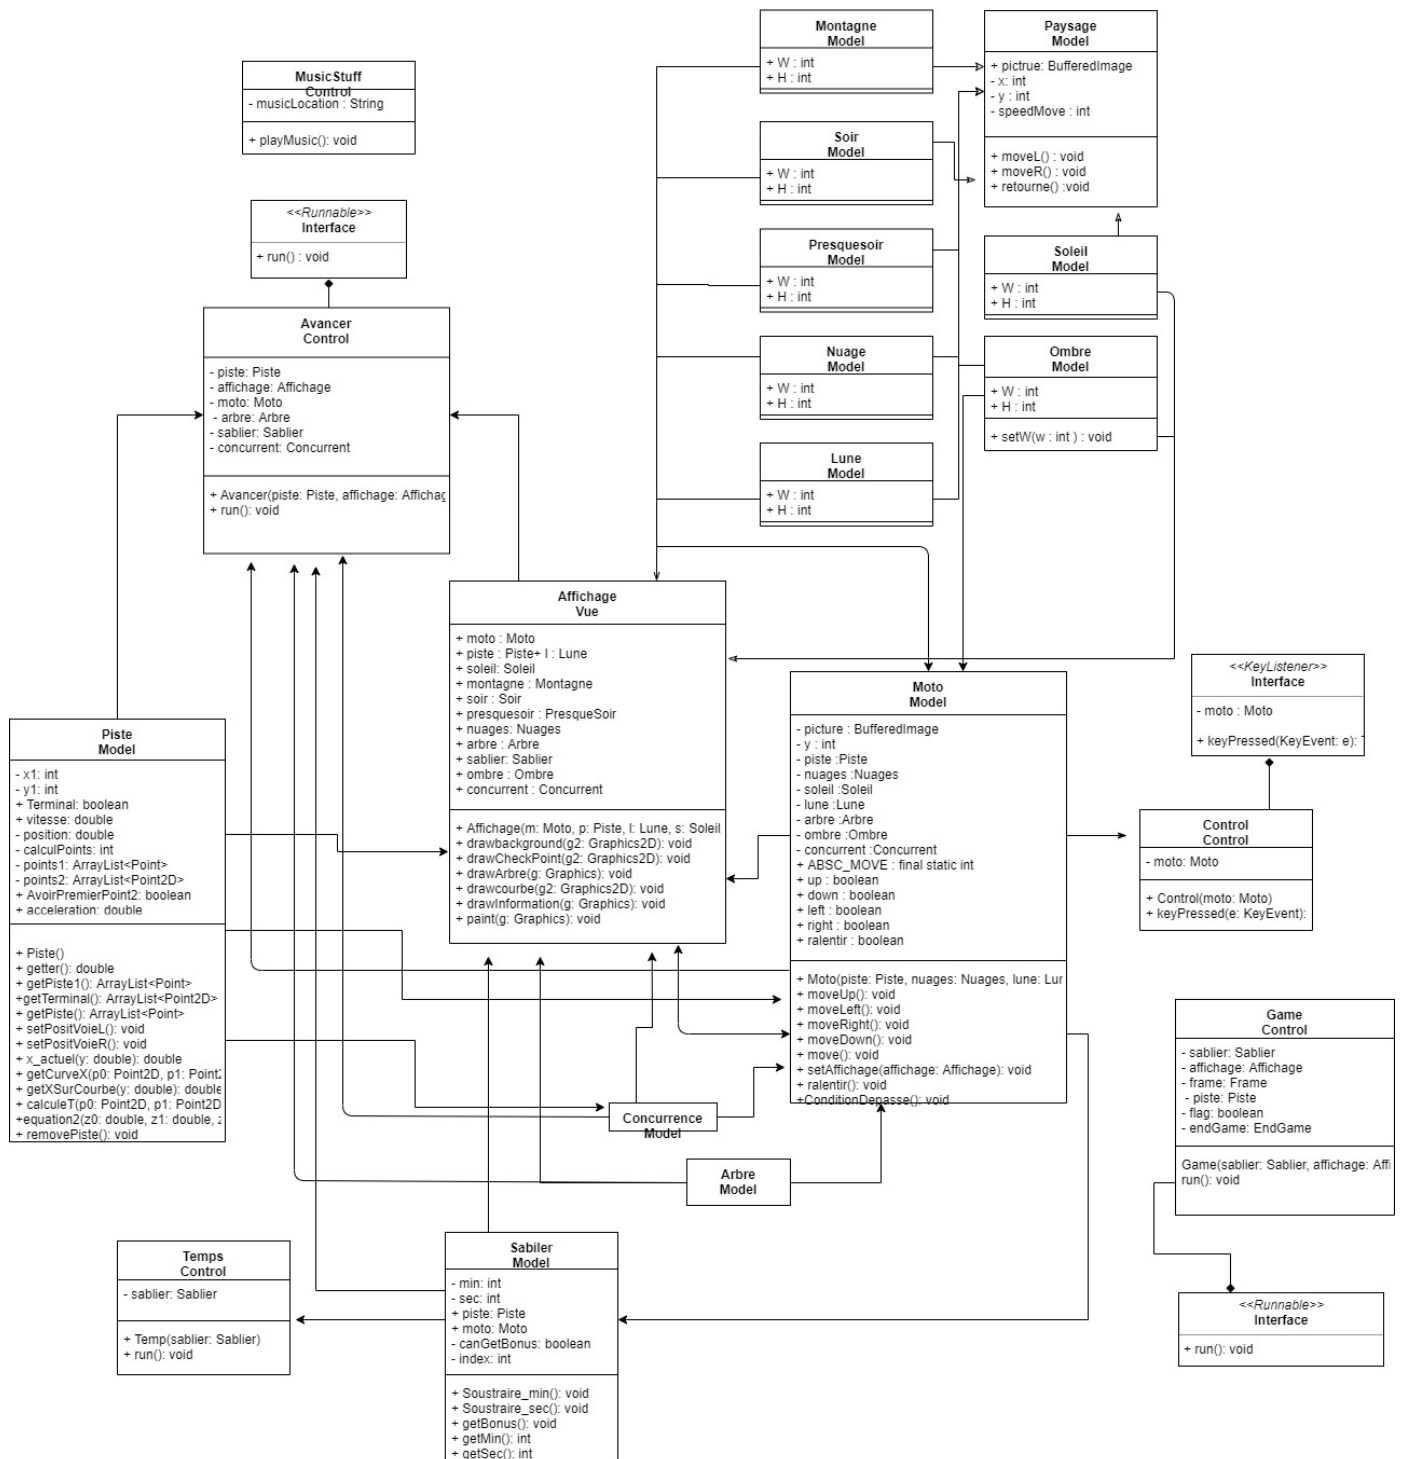 MusicStuff
Control
- musicLocation : String
+ playMusic(): void
<<Runnable>>
Interface
+ run() : void
Avancer
Control
- piste: Piste
- affichage: Affichage
- moto: Moto
- arbre: Arbre
- sablier: Sablier
- concurrent: Concurrent
+ Avancer(piste: Piste, affichage: Affichag
+ run(): void
Montagne
Model
+ W : int
+ H : int
Soir
Model
+ W : int
+ H : int
Presquesoir
Model
+ W : int
+ H : int
Nuage
Model
+ W : int
+ H : int
Lune
Model
+ W : int
+ H : int
Paysage
Model
+ pictrue: BufferedImage
- x: int
- y : int
- speedMove : int
+ moveL() : void
+ moveR() : void
+ retourne() :void
Soleil
Model
+ W : int
+ H : int
Ombre
Model
+ W : int
+ H : int
+ setW(w : int ) : void
Affichage
Vue
+ moto : Moto
+ piste : Piste+ l : Lune
+ soleil: Soleil
+ montagne : Montagne
+ soir : Soir
+ presquesoir : PresqueSoir
+ nuages: Nuages
+ arbre : Arbre
+ sablier: Sablier
+ ombre : Ombre
+ concurrent : Concurrent
+ Affichage(m: Moto, p: Piste, l: Lune, s: Soleil
+ drawbackground(g2: Graphics2D): void
+ drawCheckPoint(g2: Graphics2D): void
+ drawArbre(g: Graphics): void
+ drawcourbe(g2: Graphics2D): void
+ drawInformation(g: Graphics): void
+ paint(g: Graphics): void
Moto
Model
- picture : BufferedImage
- y : int
- piste :Piste
- nuages :Nuages
- soleil :Soleil
- lune :Lune
- arbre :Arbre
- ombre :Ombre
- concurrent :Concurrent
+ ABSC_MOVE : final static int
+ up : boolean
+ down : boolean
+ left : boolean
+ right : boolean
+ ralentir : boolean
+ Moto(piste: Piste, nuages: Nuages, lune: Lur
+ moveUp(): void
+ moveLeft(): void
+ moveRight(): void
+ moveDown(): void
+ move(): void
+ setAffichage(affichage: Affichage): void
+ ralentir(): void
+ConditionDepasse(): void
<<KeyListener>>
Interface
- moto : Moto
+ keyPressed(KeyEvent: e):
Control
Control
- moto: Moto
+ Control(moto: Moto)
+ keyPressed(e: KeyEvent):
Piste
Model
- x1: int
- y1: int
+ Terminal: boolean
+ vitesse: double
- position: double
- calculPoints: int
- points1: ArrayList<Point>
- points2: ArrayList<Point2D>
+ AvoirPremierPoint2: boolean
+ acceleration: double
+ Piste()
+ getter(): double
+ getPiste1(): ArrayList<Point>
+getTerminal(): ArrayList<Point2D>
+ getPiste(): ArrayList<Point>
+ setPositVoieL(): void
+ setPositVoieR(): void
+ x_actuel(y: double): double
+ getCurveX(p0: Point2D, p1: Point2
+ getXSurCourbe(y: double): double
+ calculeT(p0: Point2D, p1: Point2D
+equation2(z0: double, z1: double, z
+ removePiste(): void
Game
Control
- sablier: Sablier
- affichage: Affichage
- frame: Frame
- piste: Piste
- flag: boolean
- endGame: EndGame
Game(sablier: Sablier, affichage: Affi
run(): void
Concurrence
Model
Arbre
Model
Temps
Control
- sablier: Sablier
+ Temp(sablier: Sablier)
+ run(): void
Sabiler
Model
- min: int
- sec: int
+ piste: Piste
+ moto: Moto
- canGetBonus: boolean
- index: int
+ Soustraire_min(): void
+ Soustraire_sec(): void
+ getBonus(): void
+ getMin(): int
+ getSec(): int
<<Runnable>>
Interface
+ run(): void